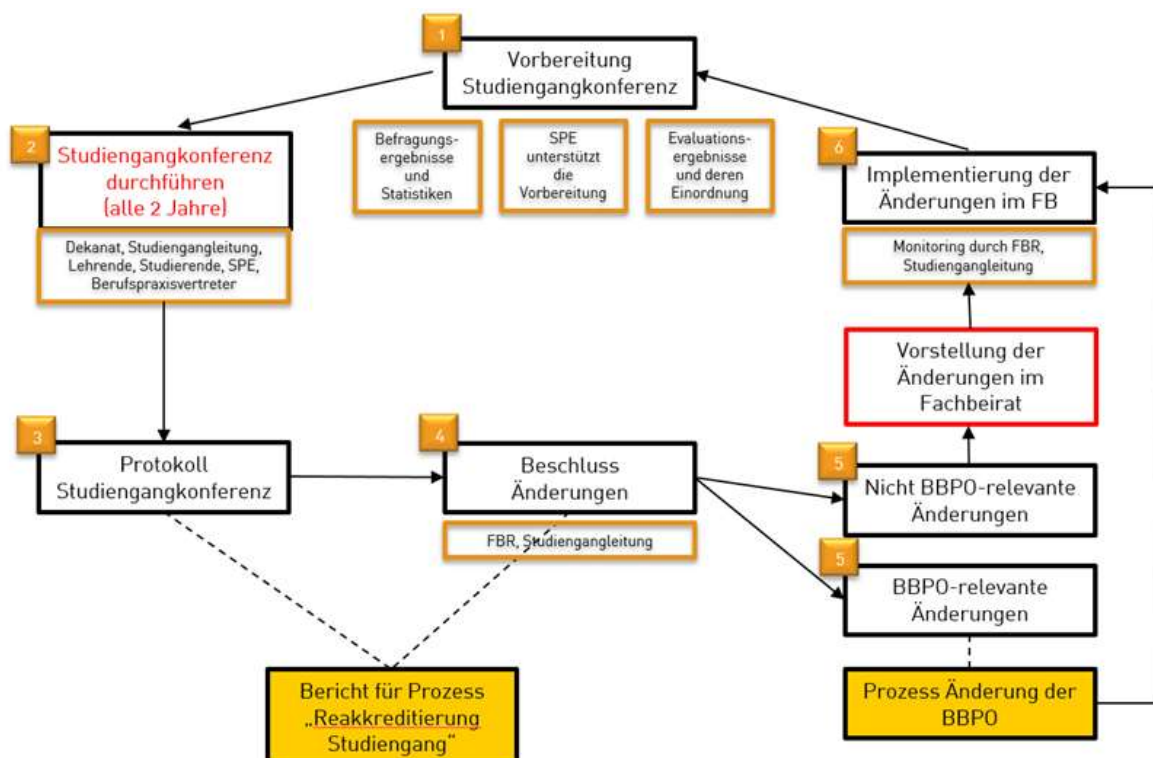 1
Vorbereitung
Studiengangkonferenz
Befragungs-
ergebnisse
und
Statistiken
SPE
unterstützt
die
Vorbereitung
Evaluations-
ergebnisse
und deren
Einordnung
2
Studiengangkonferenz
durchführen
(alle 2 Jahre)
Dekanat, Studiengangleitung,
Lehrende, Studierende, SPE,
Berufspraxisvertreter
3
Protokoll
Studiengangkonferenz
4
Beschluss
Änderungen
FBR, Studiengangleitung
5
Nicht BBPO-relevante
Änderungen
5
BBPO-relevante
Änderungen
Vorstellung der
Änderungen im
Fachbeirat
6
Implementierung der
Änderungen im FB
Monitoring durch FBR,
Studiengangleitung
Bericht für Prozess
„Reakkreditierung
Studiengang“
Prozess Änderung der
BBPO